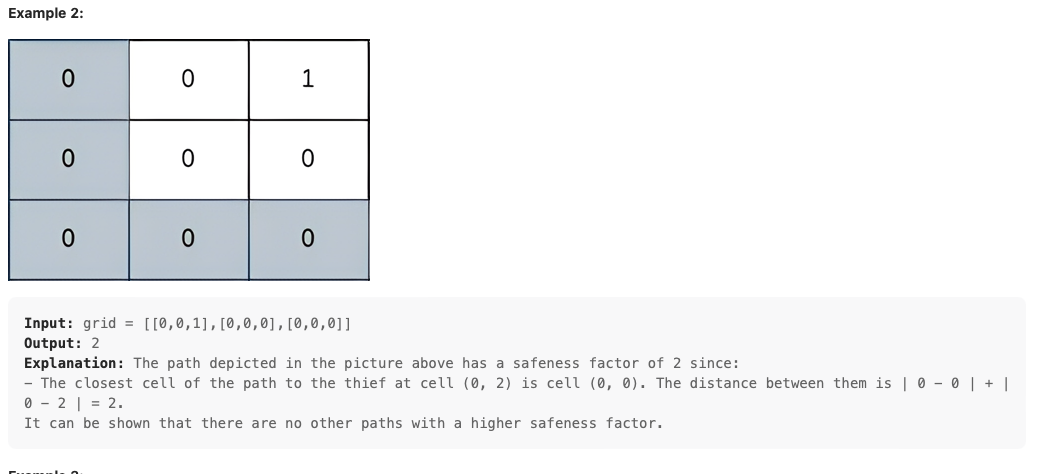 Example 2:
0 0 1
0 0 0
0 0 0
Input: grid = [[0,0,1],[0,0,0],[0,0,0]]
Output: 2
Explanation: The path depicted in the picture above has a safeness factor of 2 since:
- The closest cell of the path to the thief at cell (0, 2) is cell (0, 0). The distance between them is | 0 - 0 | + |
0 - 2 | = 2.
It can be shown that there are no other paths with a higher safeness factor.